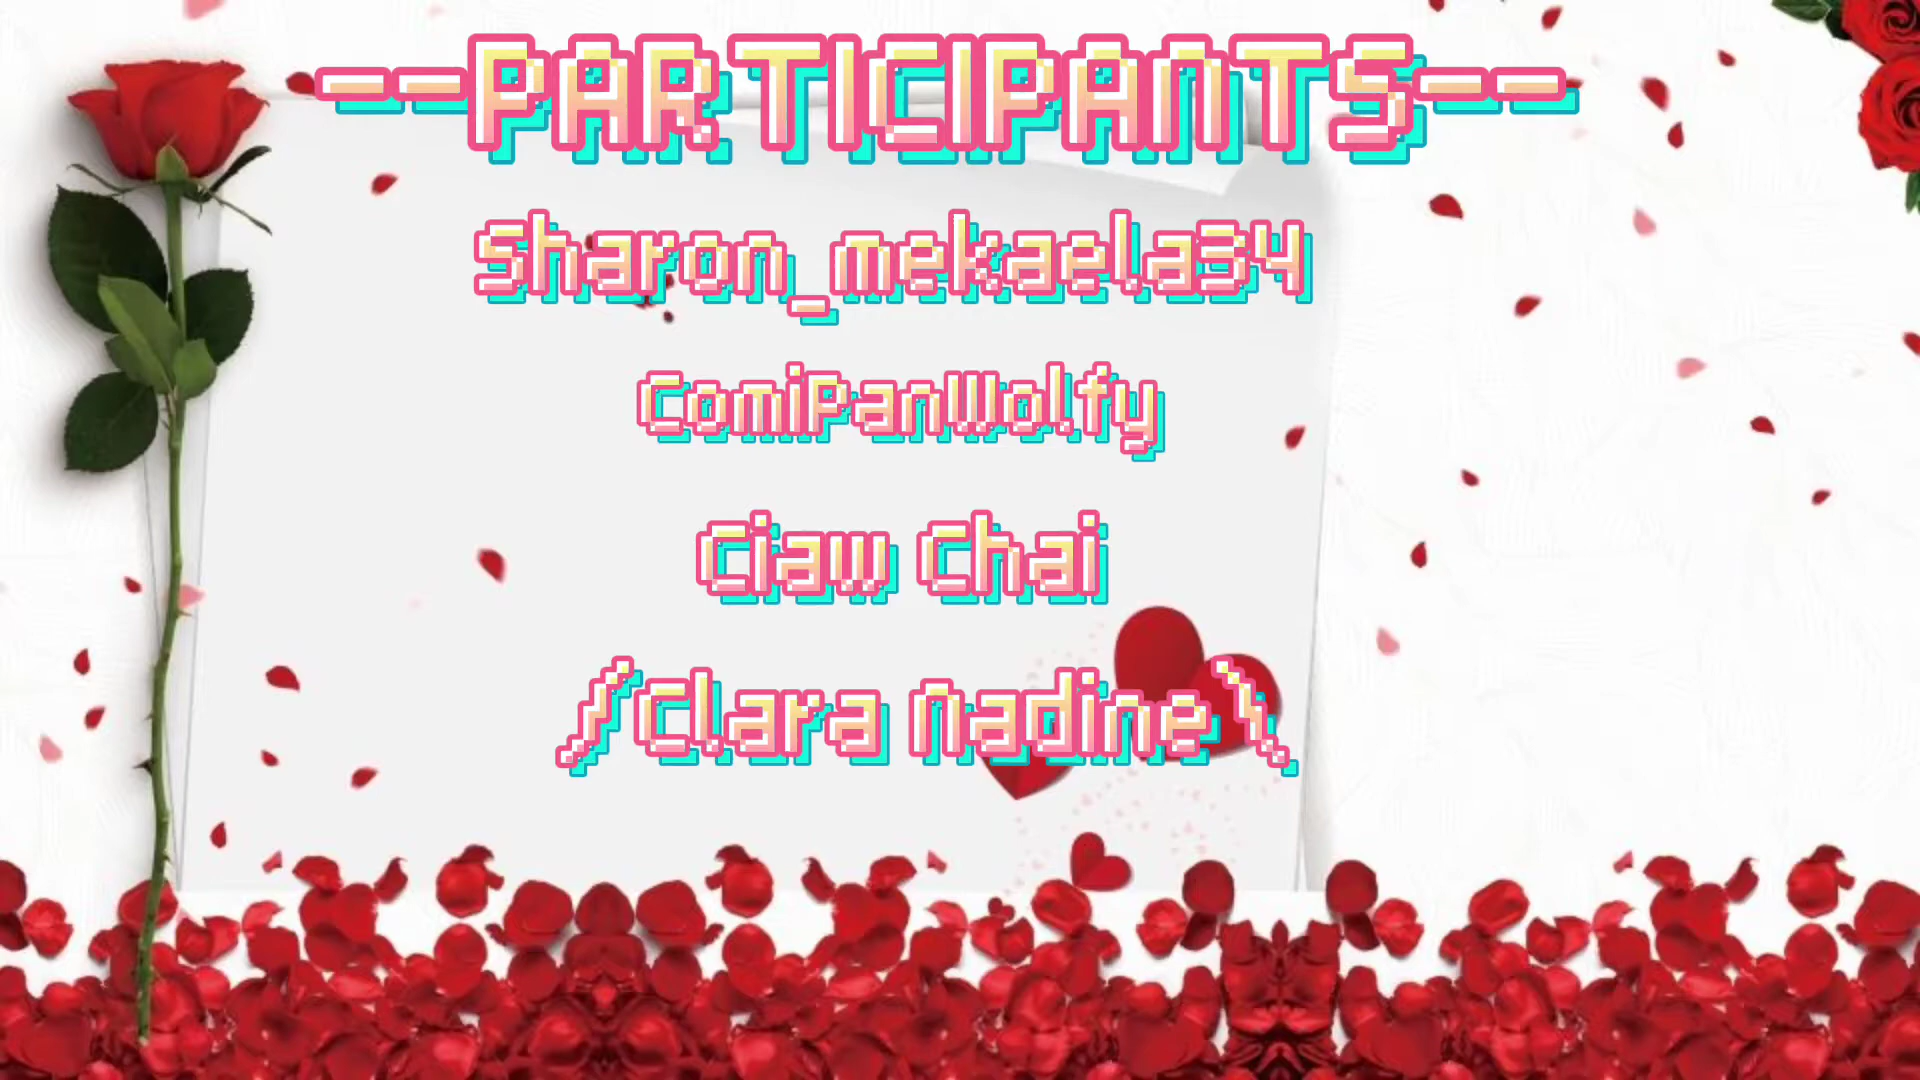 --PARTICIPANTS--
Sharon_mekaela34
ComiPanWolfy
Ciaw Chai
/Clara Nadine\